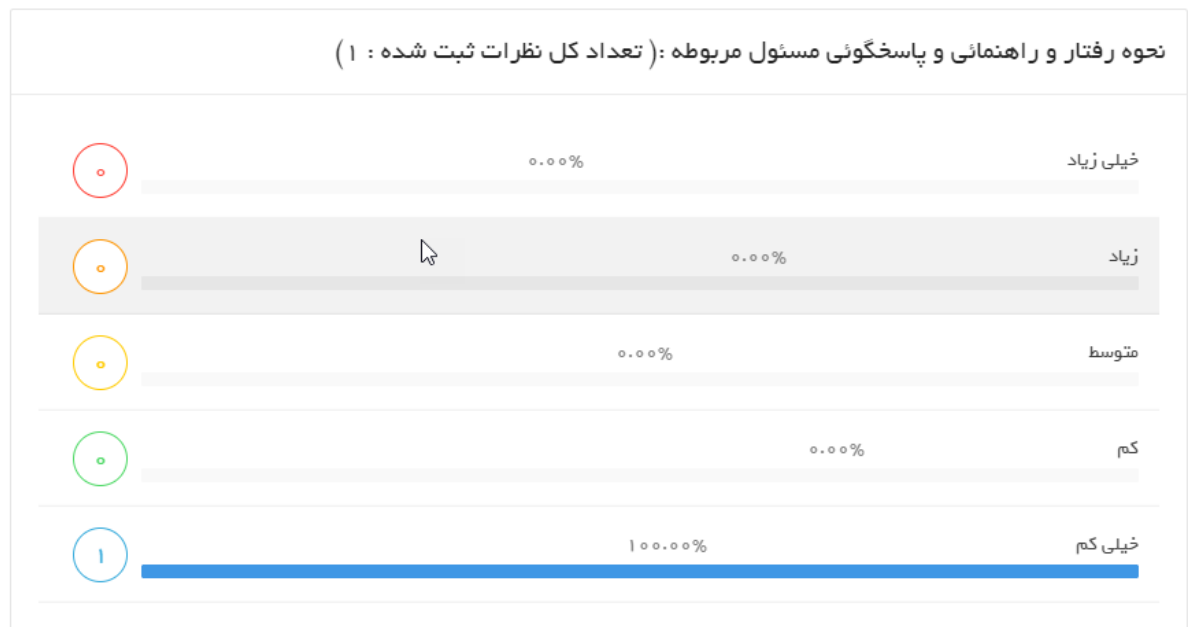 نحوه رفتار و راهنمائی و پاسخگوئی مسئول مربوطه :( تعداد کل نظرات ثبت شده : ۱)
خیلی زیاد ۰.۰۰% ۰
زیاد ۰.۰۰% ۰
متوسط ۰.۰۰% ۰
کم ۰.۰۰% ۰
خیلی کم ۱۰۰.۰۰% ۱